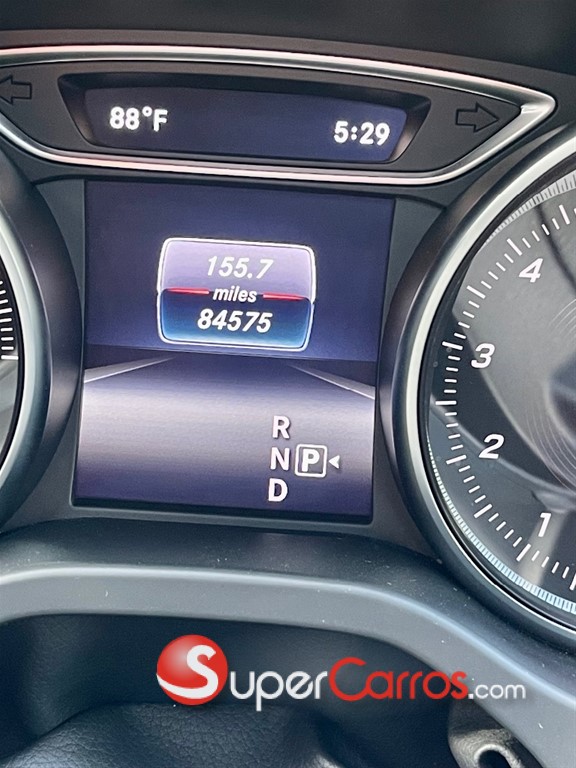 88°F 5:29
155.7
miles
84575
R
N P
D
4
3
2
1
SuperCarros.com